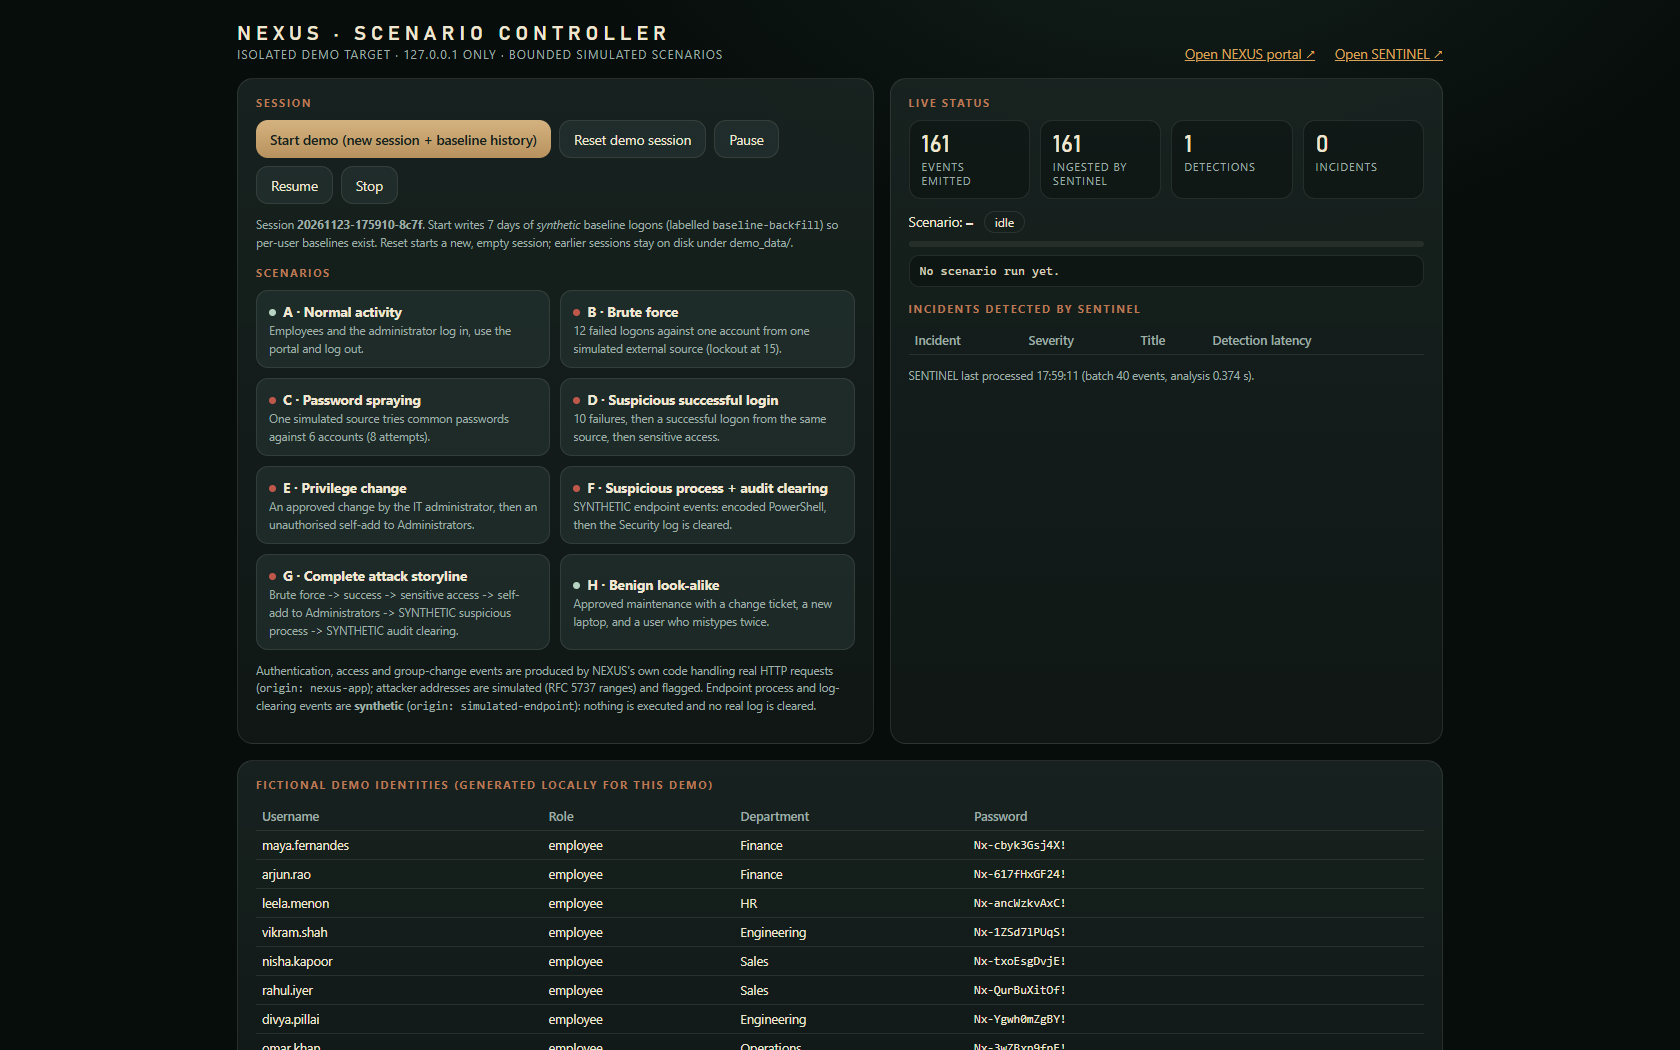 NEXUS · SCENARIO CONTROLLER
ISOLATED DEMO TARGET · 127.0.0.1 ONLY · BOUNDED SIMULATED SCENARIOS
Open NEXUS portal ↗ Open SENTINEL ↗
SESSION
Start demo (new session + baseline history) Reset demo session Pause
Resume Stop
Session 20261123-175910-8c7f. Start writes 7 days of synthetic baseline logons (labelled baseline-backfill) so
per-user baselines exist. Reset starts a new, empty session; earlier sessions stay on disk under demo_data/.
SCENARIOS
A · Normal activity
Employees and the administrator log in, use the
portal and log out.
B · Brute force
12 failed logons against one account from one
simulated external source (lockout at 15).
C · Password spraying
One simulated source tries common passwords
against 6 accounts (8 attempts).
D · Suspicious successful login
10 failures, then a successful logon from the same
source, then sensitive access.
E · Privilege change
An approved change by the IT administrator, then an
unauthorised self-add to Administrators.
F · Suspicious process + audit clearing
SYNTHETIC endpoint events: encoded PowerShell,
then the Security log is cleared.
G · Complete attack storyline
Brute force -> success -> sensitive access -> self-
add to Administrators -> SYNTHETIC suspicious
process -> SYNTHETIC audit clearing.
H · Benign look-alike
Approved maintenance with a change ticket, a new
laptop, and a user who mistypes twice.
Authentication, access and group-change events are produced by NEXUS's own code handling real HTTP requests
(origin: nexus-app); attacker addresses are simulated (RFC 5737 ranges) and flagged. Endpoint process and log-
clearing events are synthetic (origin: simulated-endpoint): nothing is executed and no real log is cleared.
LIVE STATUS
161
EVENTS
EMITTED
161
INGESTED BY
SENTINEL
1
DETECTIONS
0
INCIDENTS
Scenario: – idle
No scenario run yet.
INCIDENTS DETECTED BY SENTINEL
Incident Severity Title Detection latency
SENTINEL last processed 17:59:11 (batch 40 events, analysis 0.374 s).
FICTIONAL DEMO IDENTITIES (GENERATED LOCALLY FOR THIS DEMO)
Username Role Department Password
maya.fernandes employee Finance Nx-cbyk3Gsj4X!
arjun.rao employee Finance Nx-617fHxGF24!
leela.menon employee HR Nx-ancWzkvAxC!
vikram.shah employee Engineering Nx-1ZSd7lPUqS!
nisha.kapoor employee Sales Nx-txoEsgDvjE!
rahul.iyer employee Sales Nx-QurBuXitOf!
divya.pillai employee Engineering Nx-Ygwh0mZgBY!
omar.khan employee Operations